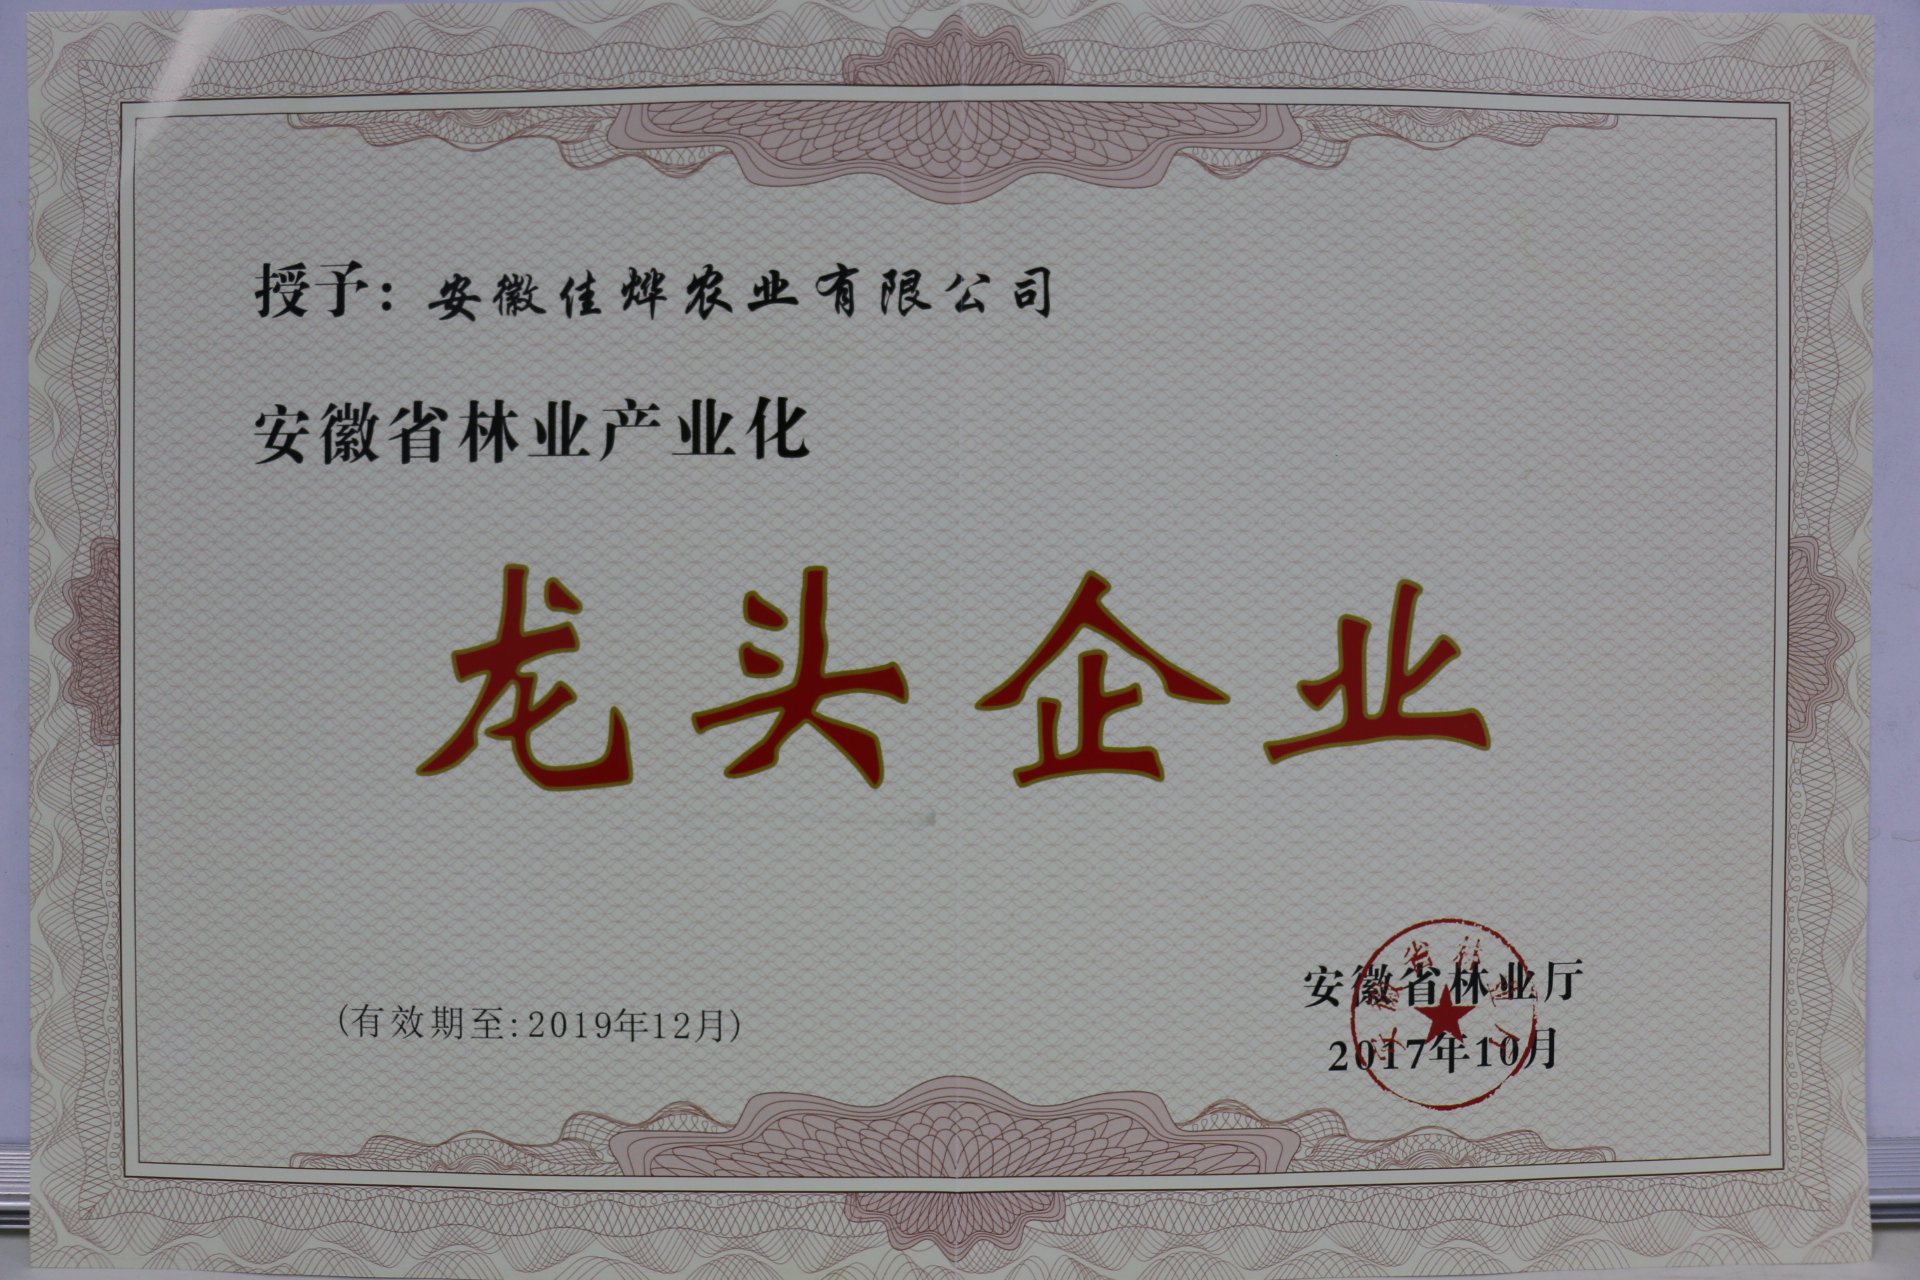 授予：安徽佳烨农业有限公司
安徽省林业产业化
龙头企业
(有效期至:2019年12月)
安徽省林业厅
2017年10月